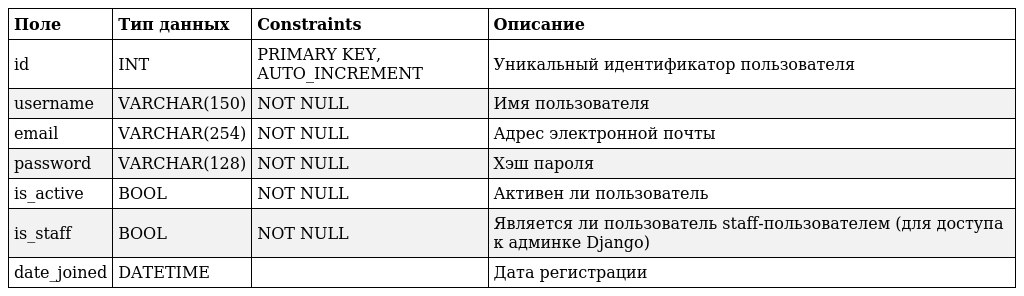 Поле Тип данных Constraints Описание
id INT PRIMARY KEY, AUTO_INCREMENT Уникальный идентификатор пользователя
username VARCHAR(150) NOT NULL Имя пользователя
email VARCHAR(254) NOT NULL Адрес электронной почты
password VARCHAR(128) NOT NULL Хэш пароля
is_active BOOL NOT NULL Активен ли пользователь
is_staff BOOL NOT NULL Является ли пользователь staff-пользователем (для доступа
к админке Django)
date_joined DATETIME Дата регистрации